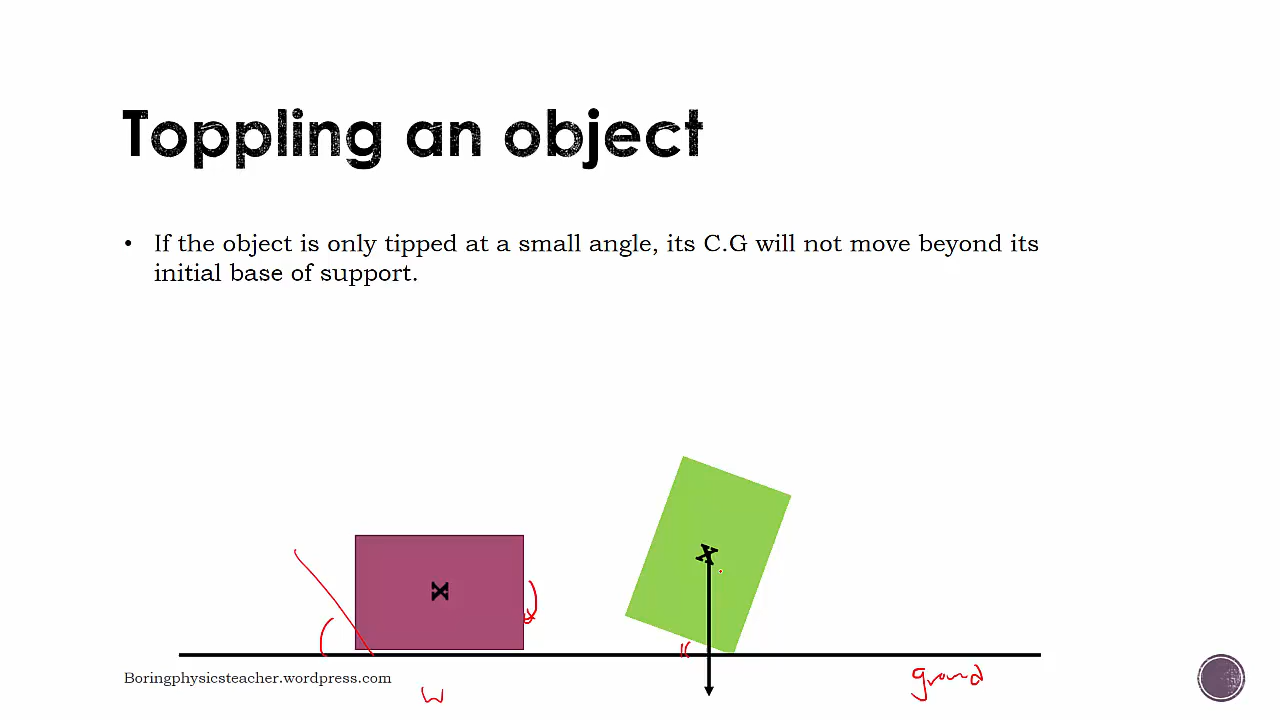 Toppling an object
• If the object is only tipped at a small angle, its C.G will not move beyond its
initial base of support.
X
X
Boringphysicsteacher.wordpress.com
W
ground